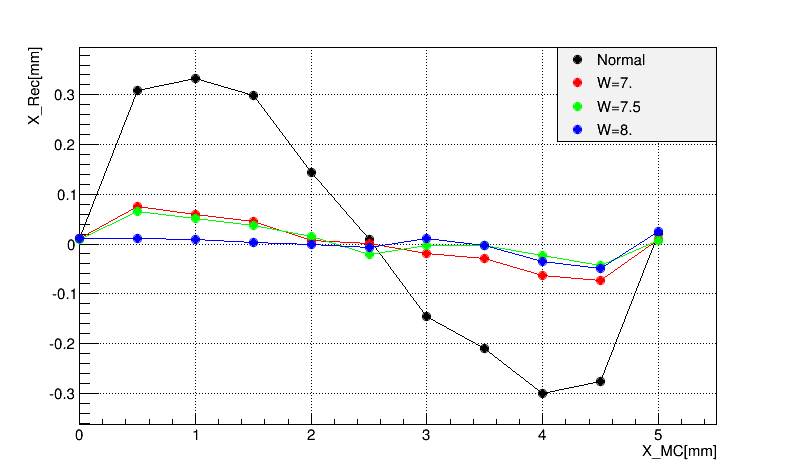 X_Rec[mm]
Normal
W=7.
W=7.5
W=8.
0.3
0.2
0.1
0
-0.1
-0.2
-0.3
0 1 2 3 4 5
X_MC[mm]